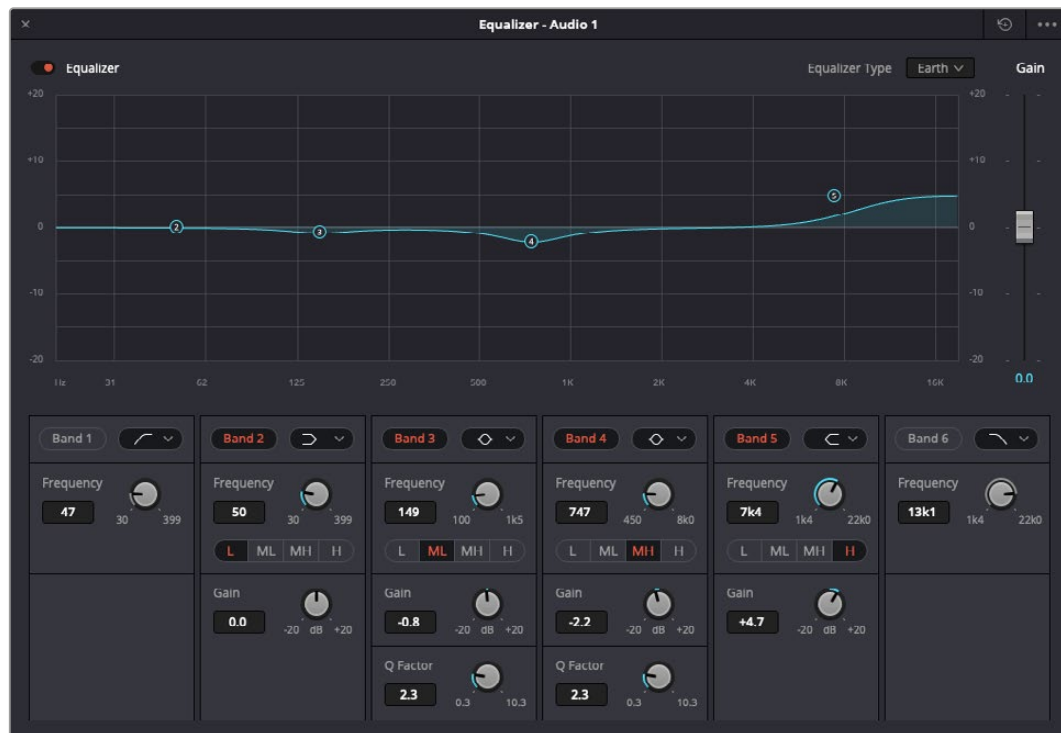 Equalizer - Audio 1
Equalizer
Equalizer Type Earth Gain
+20 +20
+10 +10
0 0
-10 -10
-20 -20
Hz 31 62 125 250 500 1K 2K 4K 8K 16K 0.0
2 3 4 5
Band 1 Band 2 Band 3 Band 4 Band 5 Band 6
Frequency Frequency Frequency Frequency Frequency Frequency
47 30 399 50 30 399 149 100 1k5 747 450 8k0 7k4 1k4 22k0 13k1 1k4 22k0
L ML MH H L ML MH H L ML MH H L ML MH H
Gain Gain Gain Gain
0.0 -20 dB +20 -0.8 -20 dB +20 -2.2 -20 dB +20 +4.7 -20 dB +20
Q Factor Q Factor
2.3 0.3 10.3 2.3 0.3 10.3